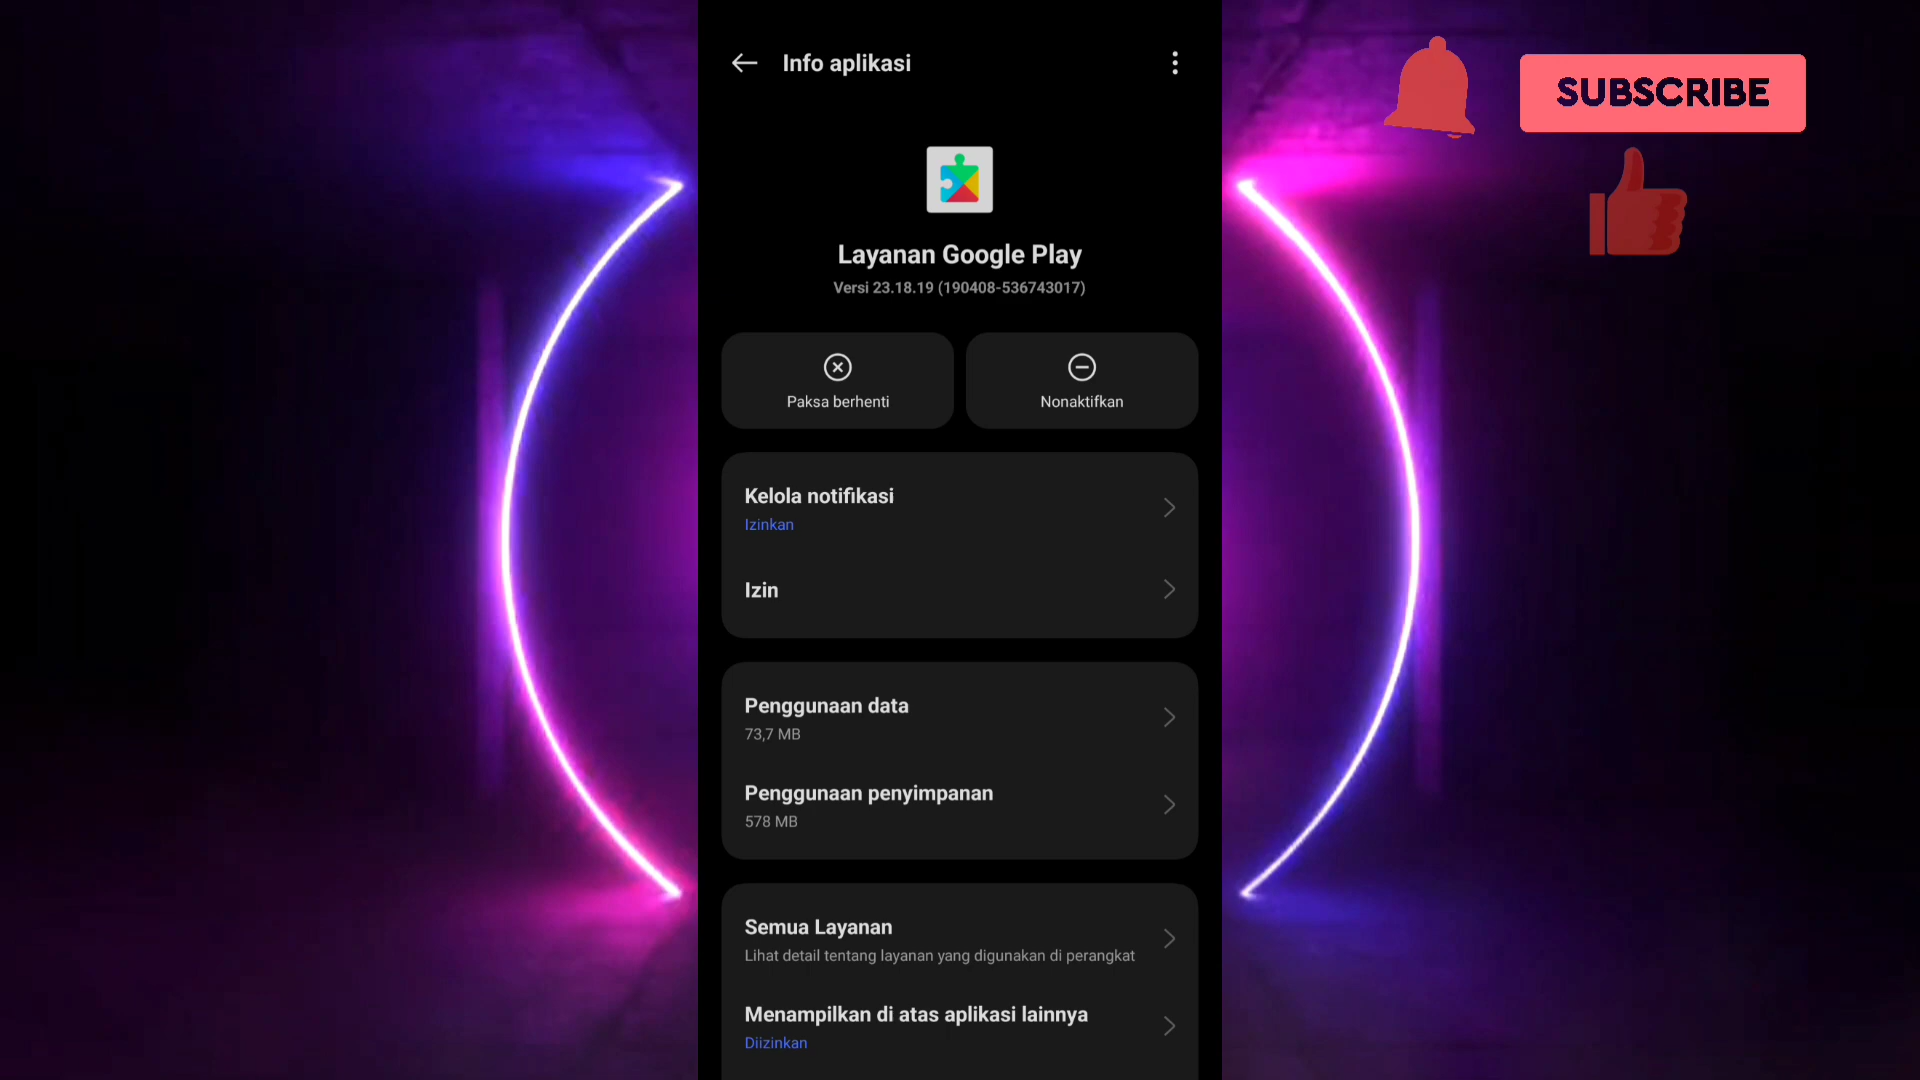 Info aplikasi
SUBSCRIBE
Layanan Google Play
Versi 23.18.19 (190408-536743017)
Paksa berhenti
Nonaktifkan
Kelola notifikasi
Izinkan
Izin
Penggunaan data
73,7 MB
Penggunaan penyimpanan
578 MB
Semua Layanan
Lihat detail tentang layanan yang digunakan di perangkat
Menampilkan di atas aplikasi lainnya
Diizinkan